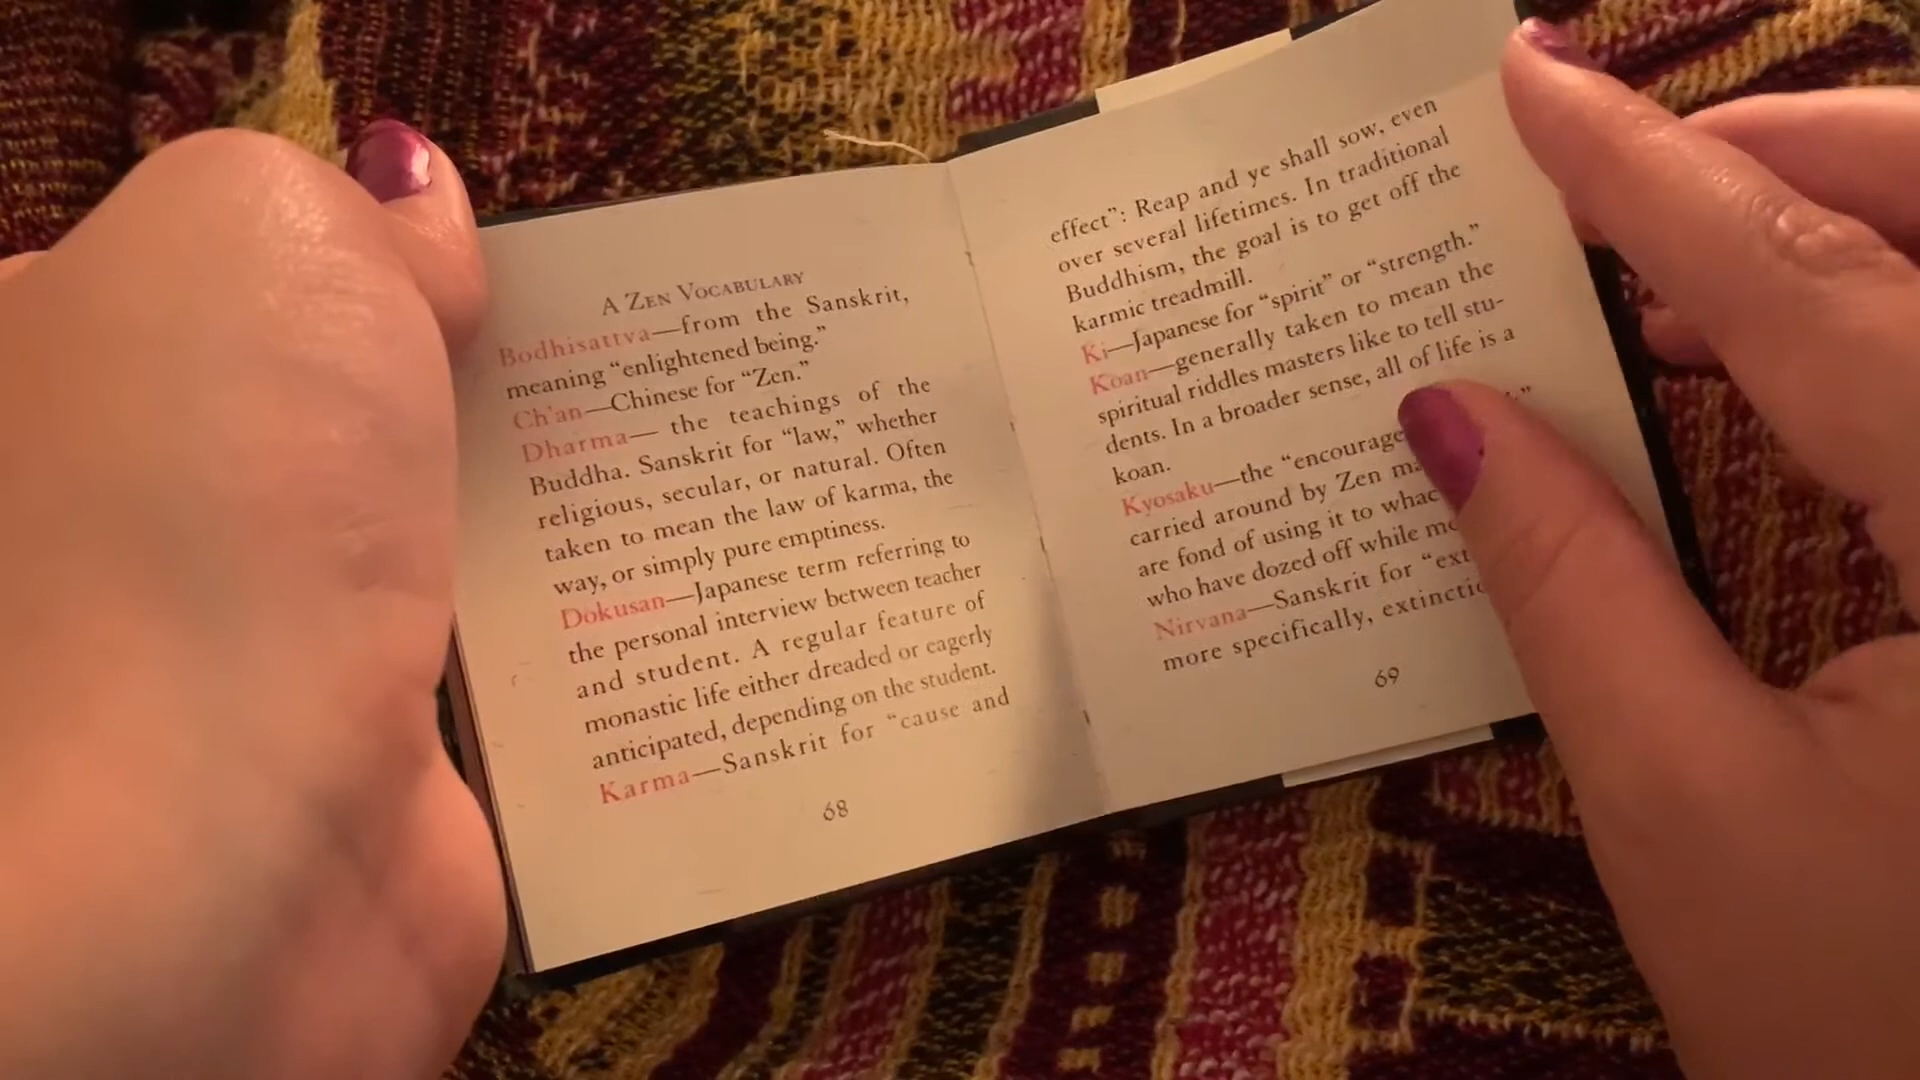 A ZEN VOCABULARY
Bodhisattva—from the Sanskrit,
meaning “enlightened being.”
Ch'an—Chinese for “Zen.”
Dharma— the teachings of the
Buddha. Sanskrit for “law,” whether
religious, secular, or natural. Often
taken to mean the law of karma, the
way, or simply pure emptiness.
Dokusan—Japanese term referring to
the personal interview between teacher
and student. A regular feature of
monastic life either dreaded or eagerly
anticipated, depending on the student.
Karma—Sanskrit for “cause and
68
effect”: Reap and ye shall sow, even
over several lifetimes. In traditional
Buddhism, the goal is to get off the
karmic treadmill.
Ki—Japanese for “spirit” or “strength.”
Koan—generally taken to mean the
spiritual riddles masters like to tell stu-
dents. In a broader sense, all of life is a
koan.
Kyosaku—the “encourage
carried around by Zen ma
are fond of using it to whac
who have dozed off while me
Nirvana—Sanskrit for “ext
more specifically, extinctio
69